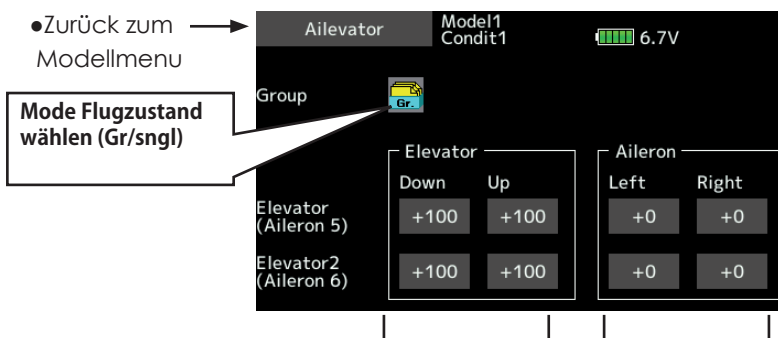 ●Zurück zum
Modellmenu
Mode Flugzustand
wählen (Gr/sngl)
Ailevator
Model1
Condit1
6.7V
Group
Gr.
Elevator
Aileron
Down Up Left Right
Elevator
(Aileron 5)
+100 +100 +0 +0
Elevator2
(Aileron 6)
+100 +100 +0 +0